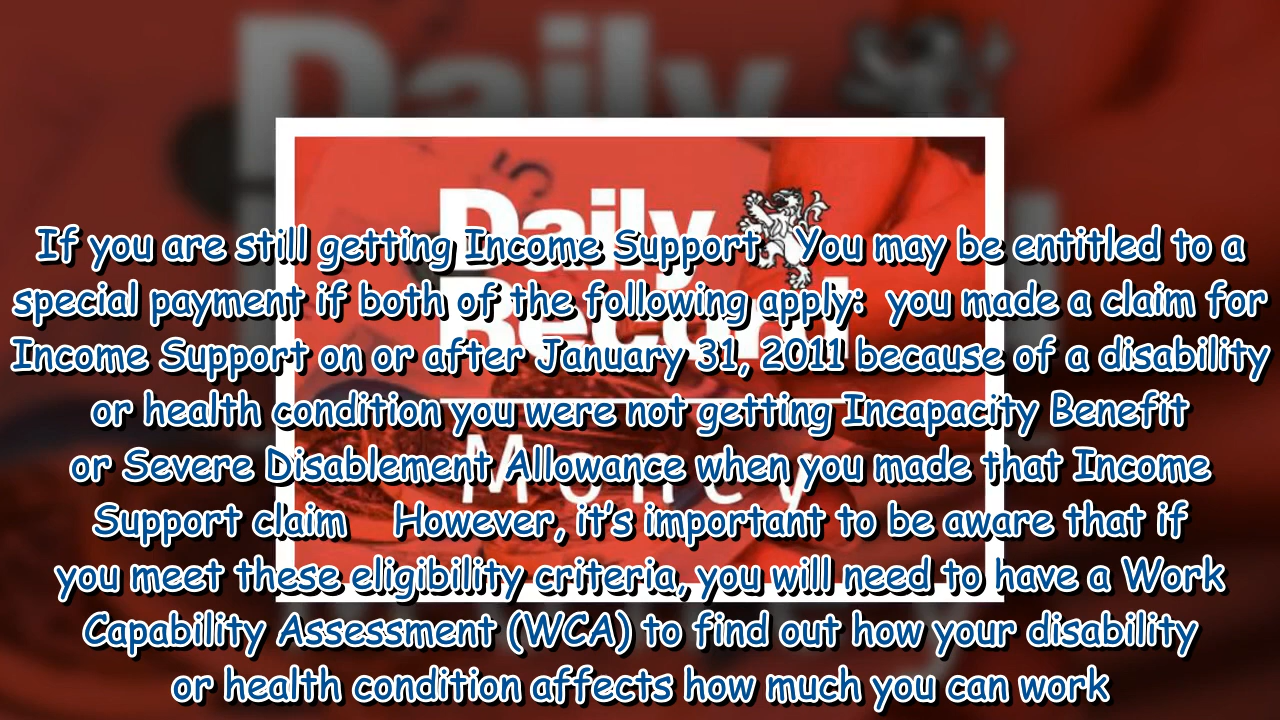 Daily
Daily
Record
Money
If you are still getting Income Support   You may be entitled to a
special payment if both of the following apply:  you made a claim for
Income Support on or after January 31, 2011 because of a disability
or health condition you were not getting Incapacity Benefit
or Severe Disablement Allowance when you made that Income
Support claim    However, it’s important to be aware that if
you meet these eligibility criteria, you will need to have a Work
Capability Assessment (WCA) to find out how your disability
or health condition affects how much you can work